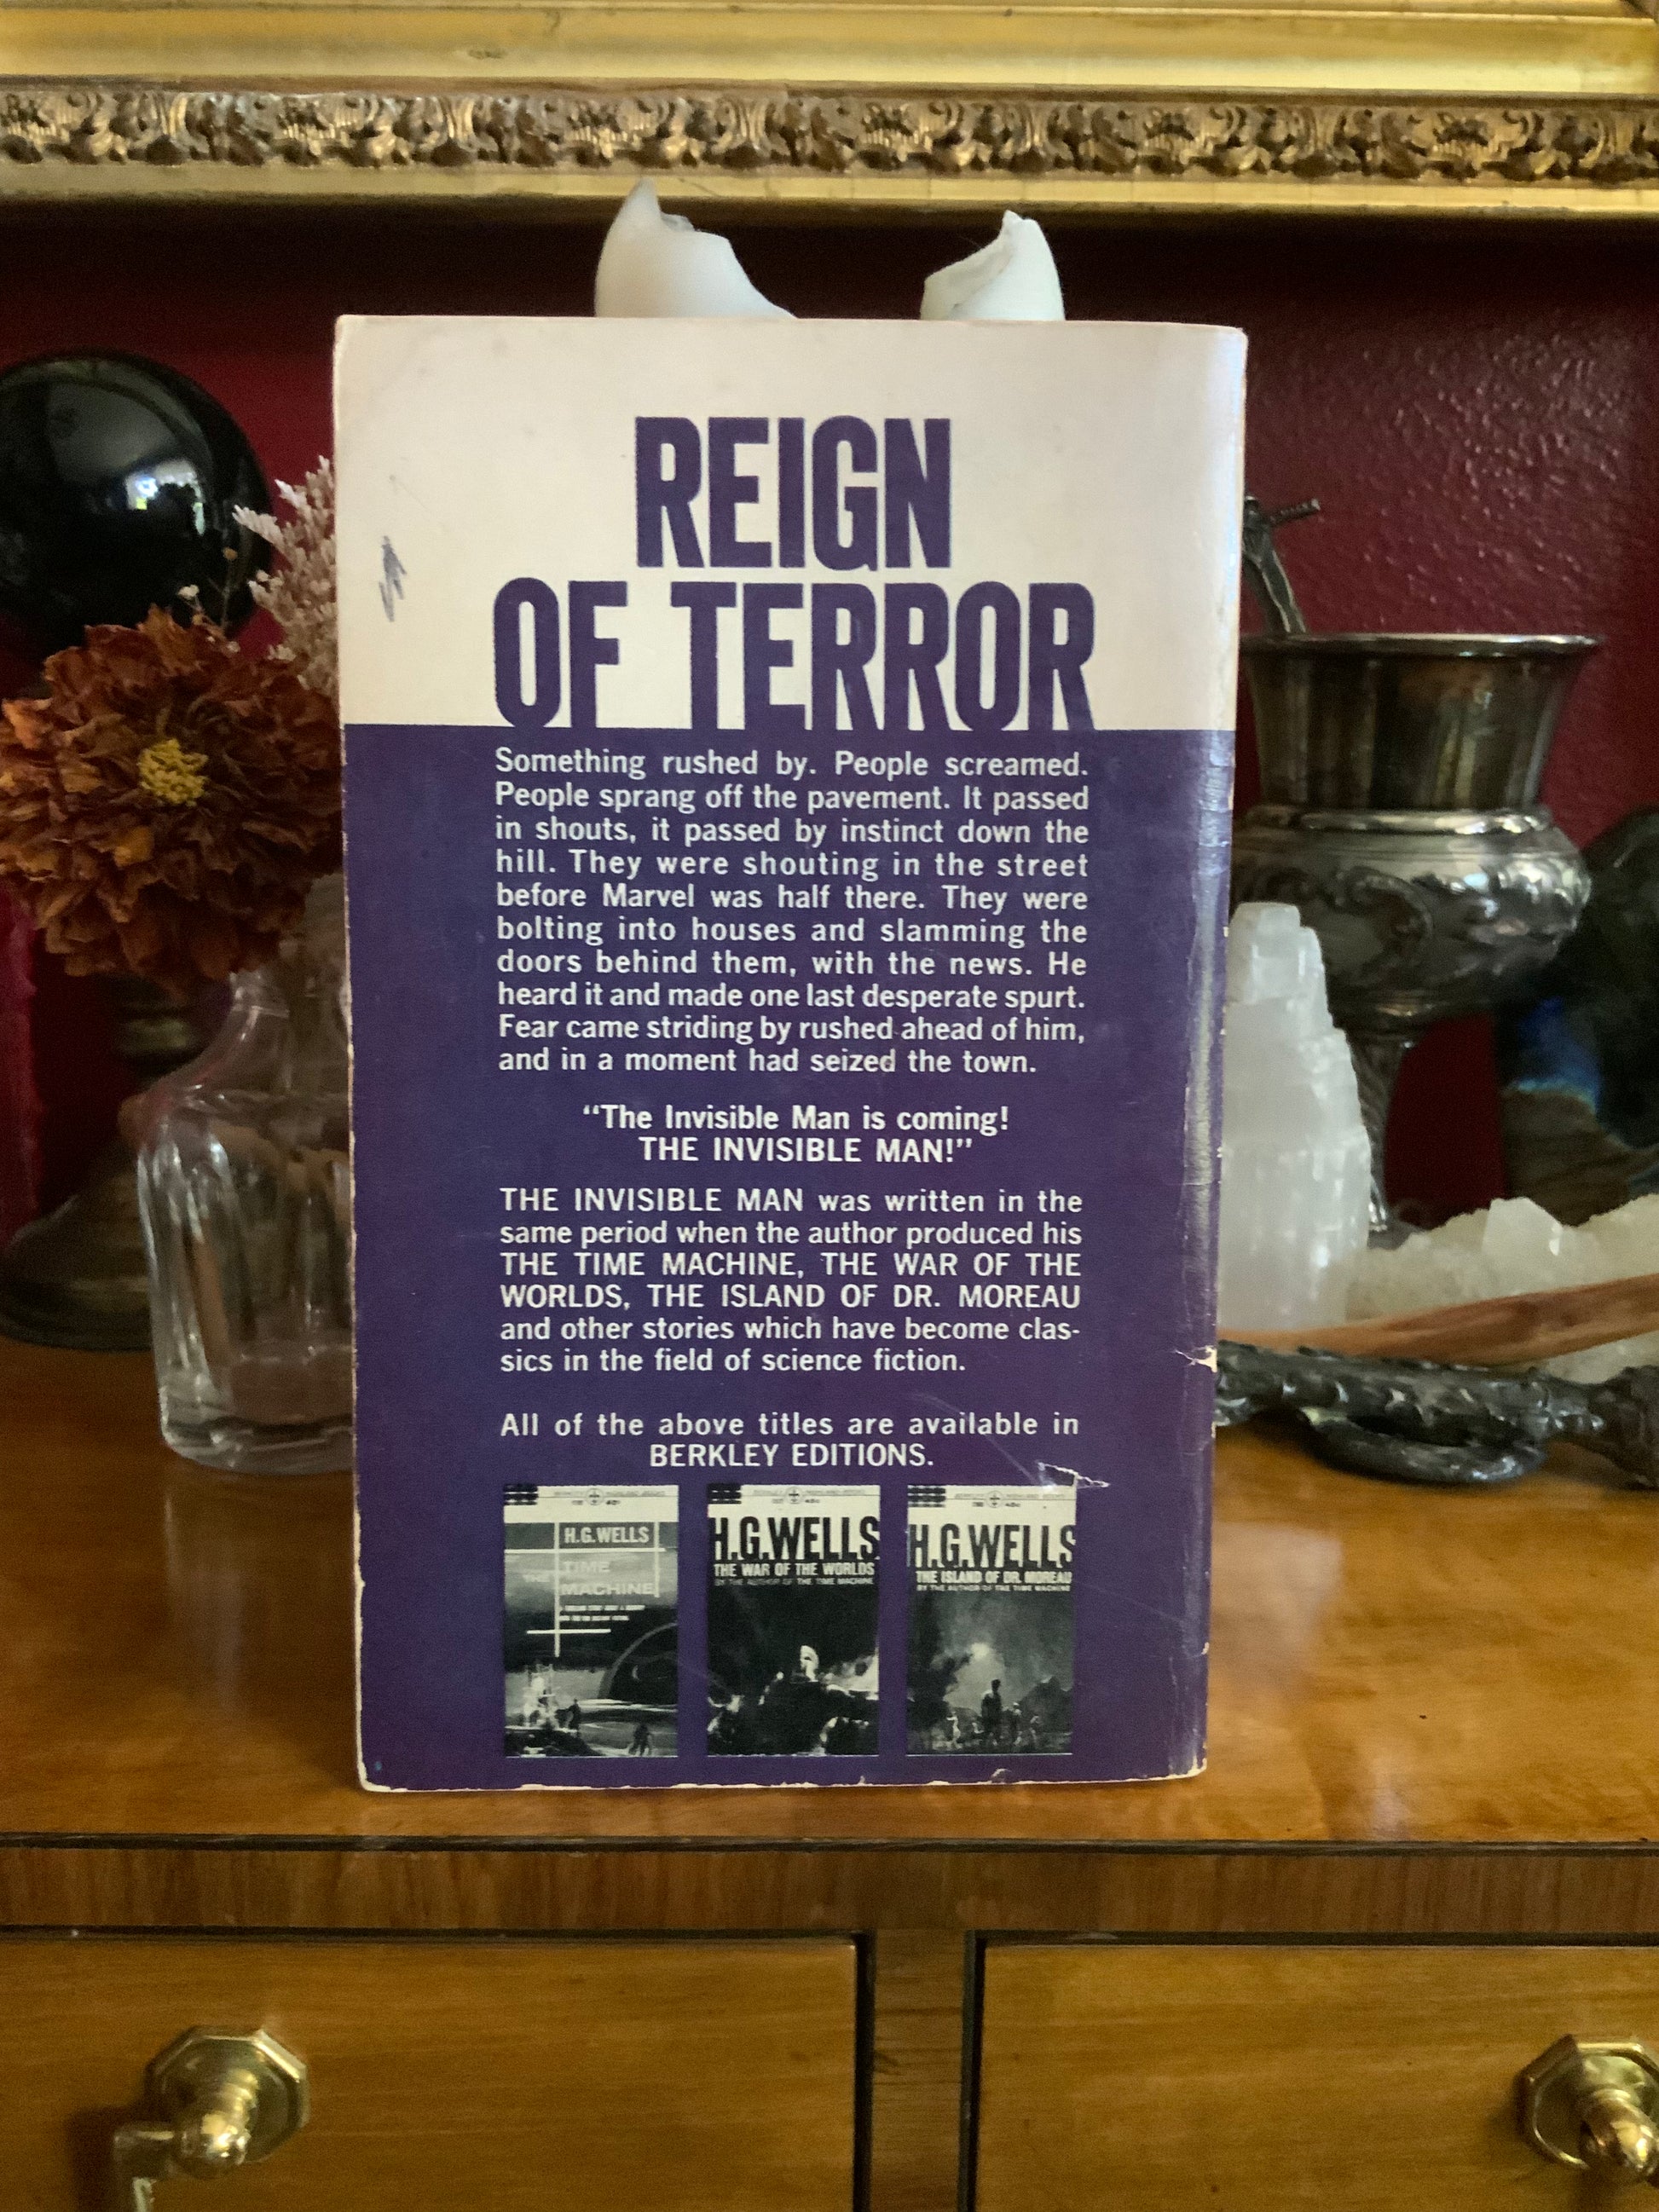 REIGN
OF TERROR
Something rushed by. People screamed.
People sprang off the pavement. It passed
in shouts, it passed by instinct down the
hill. They were shouting in the street
before Marvel was half there. They were
bolting into houses and slamming the
doors behind them, with the news. He
heard it and made one last desperate spurt.
Fear came striding by rushed ahead of him,
and in a moment had seized the town.
"The Invisible Man is coming!
THE INVISIBLE MAN!"
THE INVISIBLE MAN was written in the
same period when the author produced his
THE TIME MACHINE, THE WAR OF THE
WORLDS, THE ISLAND OF DR. MOREAU
and other stories which have become clas-
sics in the field of science fiction.
All of the above titles are available in
BERKLEY EDITIONS.
H.G.WELLS
THE TIME
MACHINE
H.G.WELLS
THE WAR OF THE WORLDS
BY THE AUTHOR OF THE TIME MACHINE
H.G.WELLS
THE ISLAND OF DR. MOREAU
BY THE AUTHOR OF THE TIME MACHINE